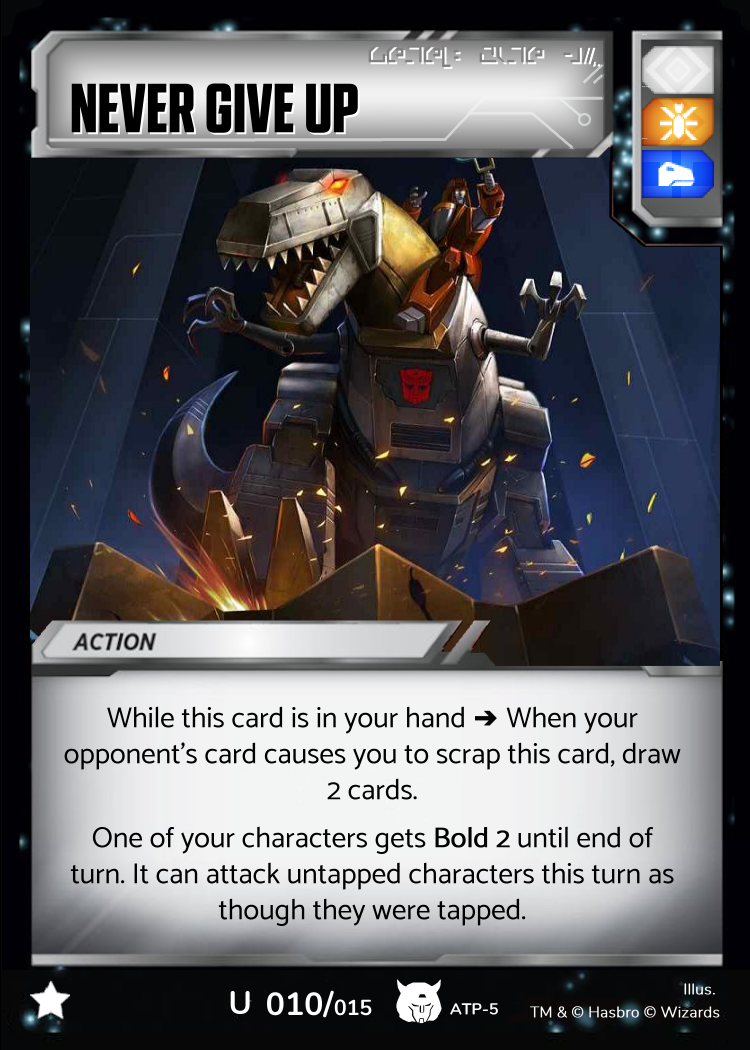 NEVER GIVE UP
ACTION
While this card is in your hand ➔ When your
opponent's card causes you to scrap this card, draw
2 cards.
One of your characters gets Bold 2 until end of
turn. It can attack untapped characters this turn as
though they were tapped.
U 010/015 ATP-5
Illus.
TM & © Hasbro © Wizards